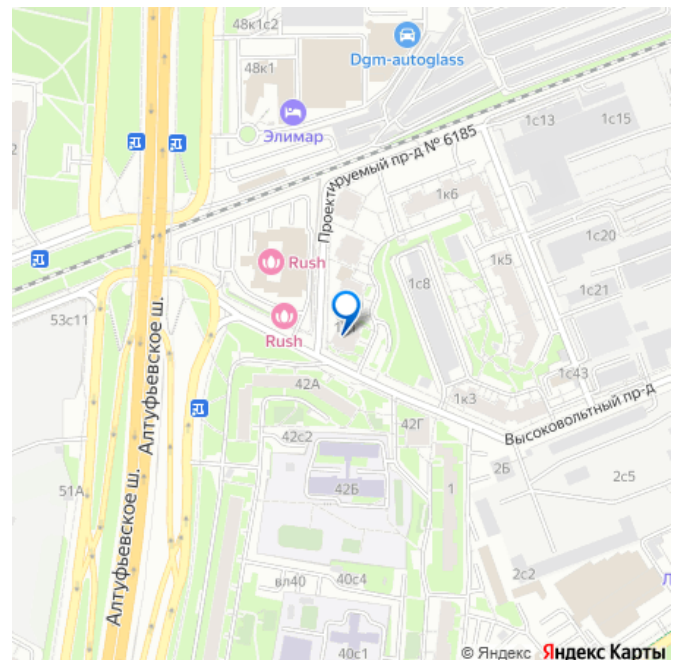 48к1с2
48к1
Dgm-autoglass
Элимар
Проектируемый пр-д № 6185
1с13
1с15
1к6
1с20
1к5
1с8
1с21
Rush
Rush
53с11
Алтуфьевское ш.
Алтуфьевское ш.
42А
1с43
1к3
Высоковольтный пр-д
42Г
42с2
2Б
2с5
51А
42Б
1
2с2
вл40
40с4
40с1
© Яндекс Яндекс Карты